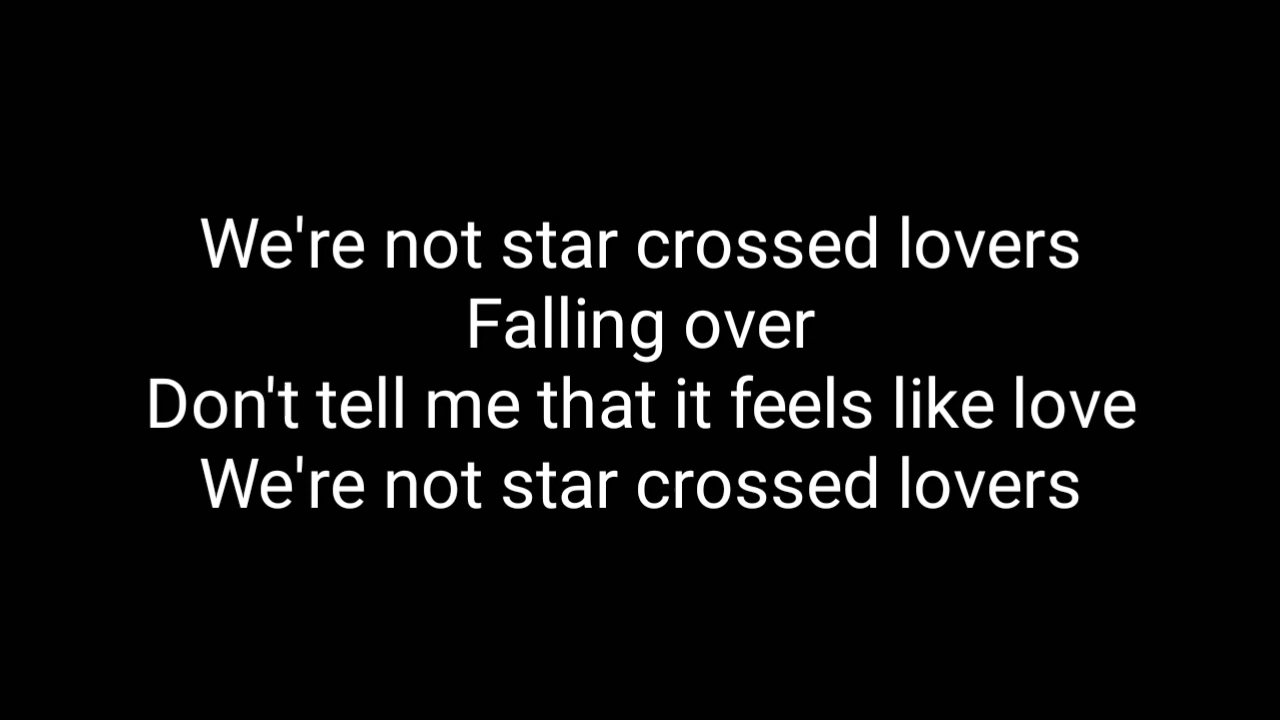 We're not star crossed lovers
Falling over
Don't tell me that it feels like love
We're not star crossed lovers